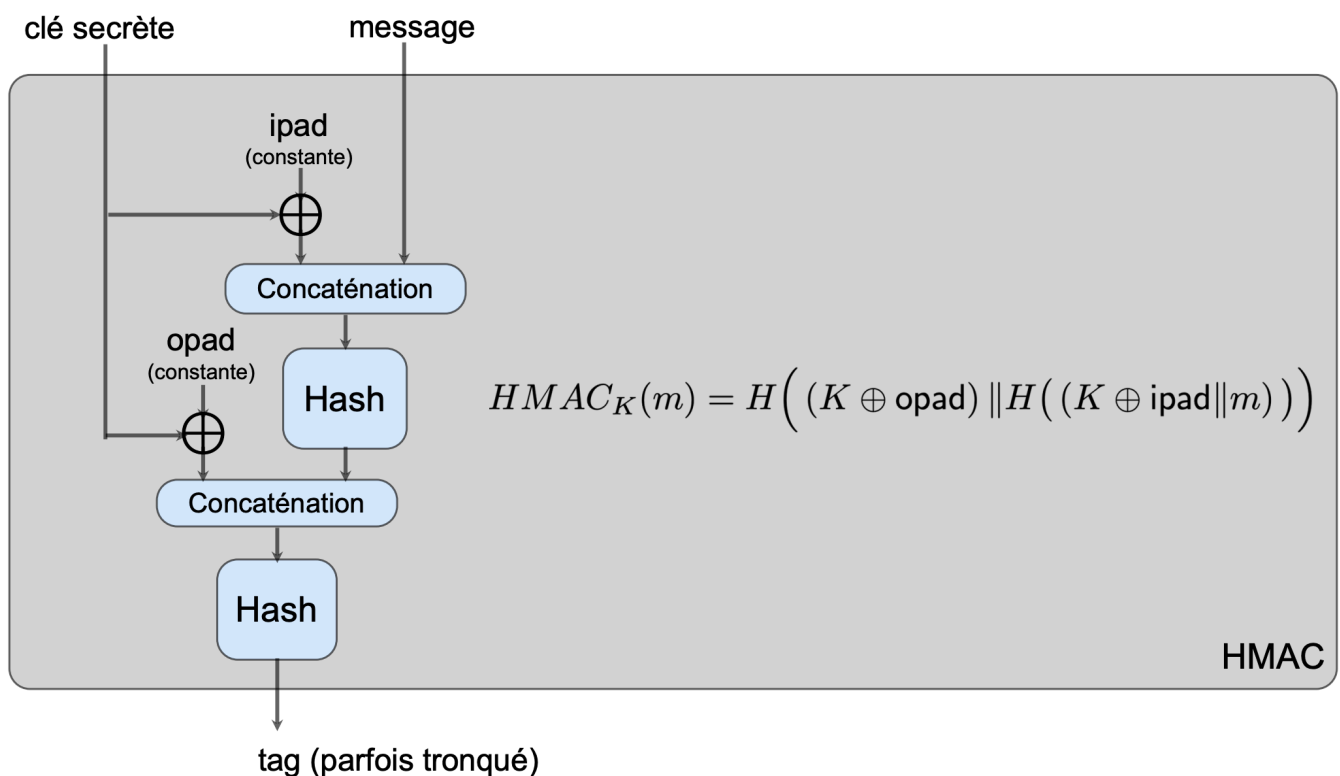 clé secrète
message
ipad
(constante)
Concaténation
opad
(constante)
Hash
HMAC_K(m) = H( (K ⊕ opad) ‖H( (K ⊕ ipad‖m) ) )
Concaténation
Hash
HMAC
tag (parfois tronqué)